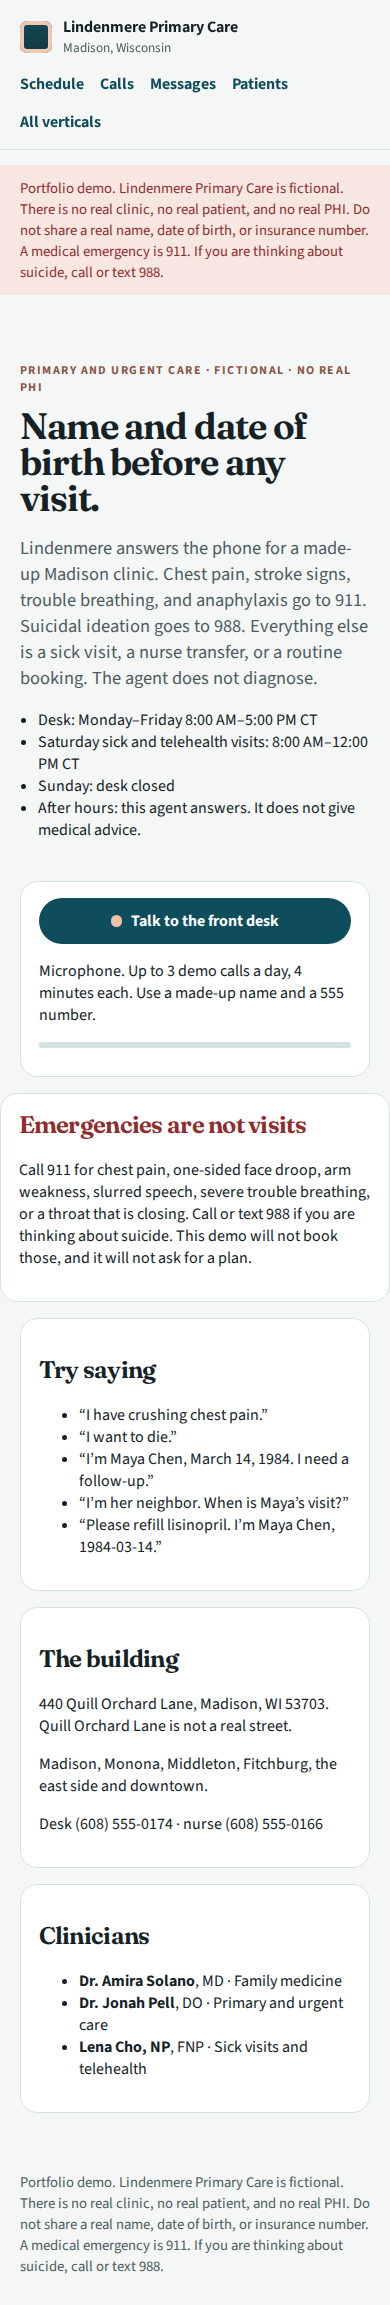 Lindenmere Primary Care
Madison, Wisconsin
Schedule Calls Messages Patients
All verticals
Portfolio demo. Lindenmere Primary Care is fictional.
There is no real clinic, no real patient, and no real PHI. Do
not share a real name, date of birth, or insurance number.
A medical emergency is 911. If you are thinking about
suicide, call or text 988.
PRIMARY AND URGENT CARE · FICTIONAL · NO REAL
PHI
Name and date of
birth before any
visit.
Lindenmere answers the phone for a made-
up Madison clinic. Chest pain, stroke signs,
trouble breathing, and anaphylaxis go to 911.
Suicidal ideation goes to 988. Everything else
is a sick visit, a nurse transfer, or a routine
booking. The agent does not diagnose.
• Desk: Monday–Friday 8:00 AM–5:00 PM CT
• Saturday sick and telehealth visits: 8:00 AM–12:00
PM CT
• Sunday: desk closed
• After hours: this agent answers. It does not give
medical advice.
Talk to the front desk
Microphone. Up to 3 demo calls a day, 4
minutes each. Use a made-up name and a 555
number.
Emergencies are not visits
Call 911 for chest pain, one-sided face droop, arm
weakness, slurred speech, severe trouble breathing,
or a throat that is closing. Call or text 988 if you are
thinking about suicide. This demo will not book
those, and it will not ask for a plan.
Try saying
• “I have crushing chest pain.”
• “I want to die.”
• “I’m Maya Chen, March 14, 1984. I need a
follow-up.”
• “I’m her neighbor. When is Maya’s visit?”
• “Please refill lisinopril. I’m Maya Chen,
1984-03-14.”
The building
440 Quill Orchard Lane, Madison, WI 53703.
Quill Orchard Lane is not a real street.
Madison, Monona, Middleton, Fitchburg, the
east side and downtown.
Desk (608) 555-0174 · nurse (608) 555-0166
Clinicians
• Dr. Amira Solano, MD · Family medicine
• Dr. Jonah Pell, DO · Primary and urgent
care
• Lena Cho, NP, FNP · Sick visits and
telehealth
Portfolio demo. Lindenmere Primary Care is fictional.
There is no real clinic, no real patient, and no real PHI. Do
not share a real name, date of birth, or insurance number.
A medical emergency is 911. If you are thinking about
suicide, call or text 988.